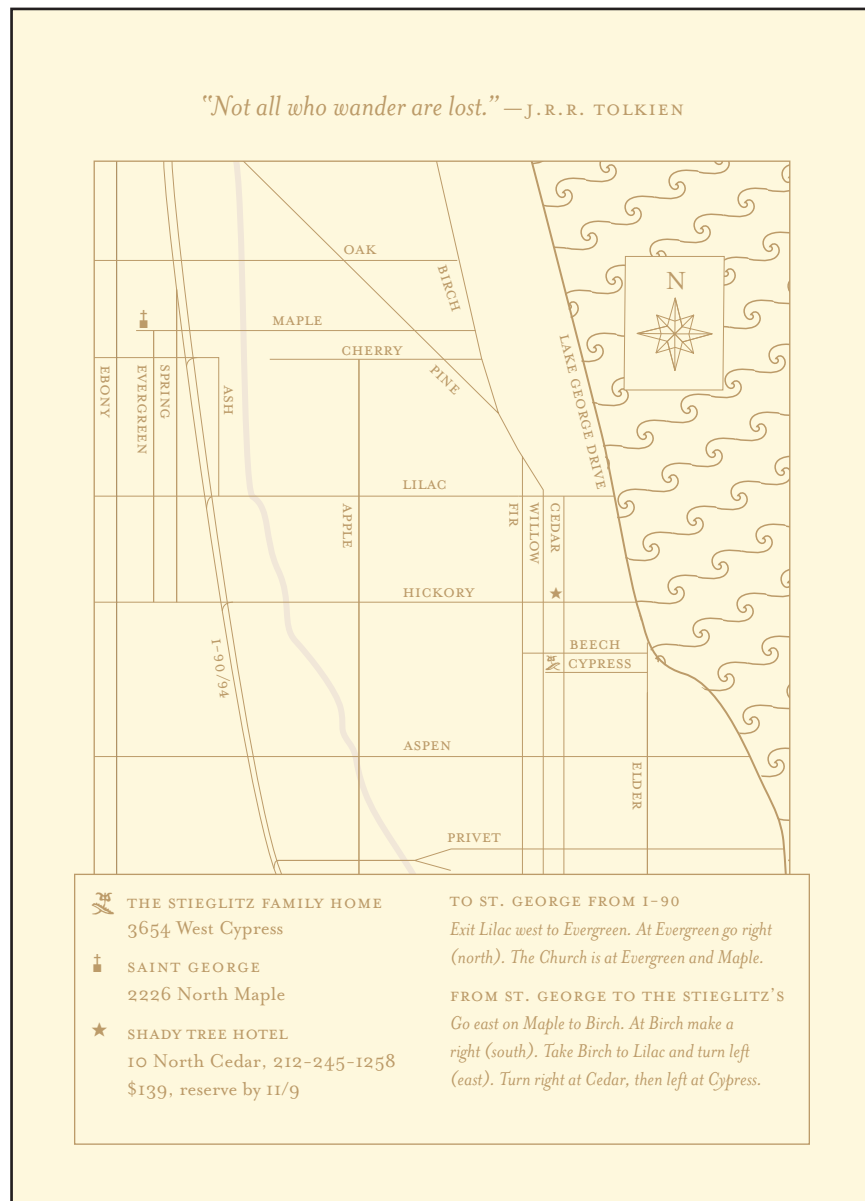 “Not all who wander are lost.” —J.R.R. TOLKIEN
OAK
BIRCH
N
MAPLE
CHERRY
PINE
LAKE GEORGE DRIVE
EBONY
EVERGREEN
SPRING
ASH
LILAC
APPLE
FIR
WILLOW
CEDAR
HICKORY
I-90/94
BEECH
CYPRESS
ASPEN
ELDER
PRIVET
THE STIEGLITZ FAMILY HOME
3654 West Cypress
SAINT GEORGE
2226 North Maple
SHADY TREE HOTEL
10 North Cedar, 212-245-1258
$139, reserve by 11/9
TO ST. GEORGE FROM I-90
Exit Lilac west to Evergreen. At Evergreen go right
(north). The Church is at Evergreen and Maple.
FROM ST. GEORGE TO THE STIEGLITZ’S
Go east on Maple to Birch. At Birch make a
right (south). Take Birch to Lilac and turn left
(east). Turn right at Cedar, then left at Cypress.